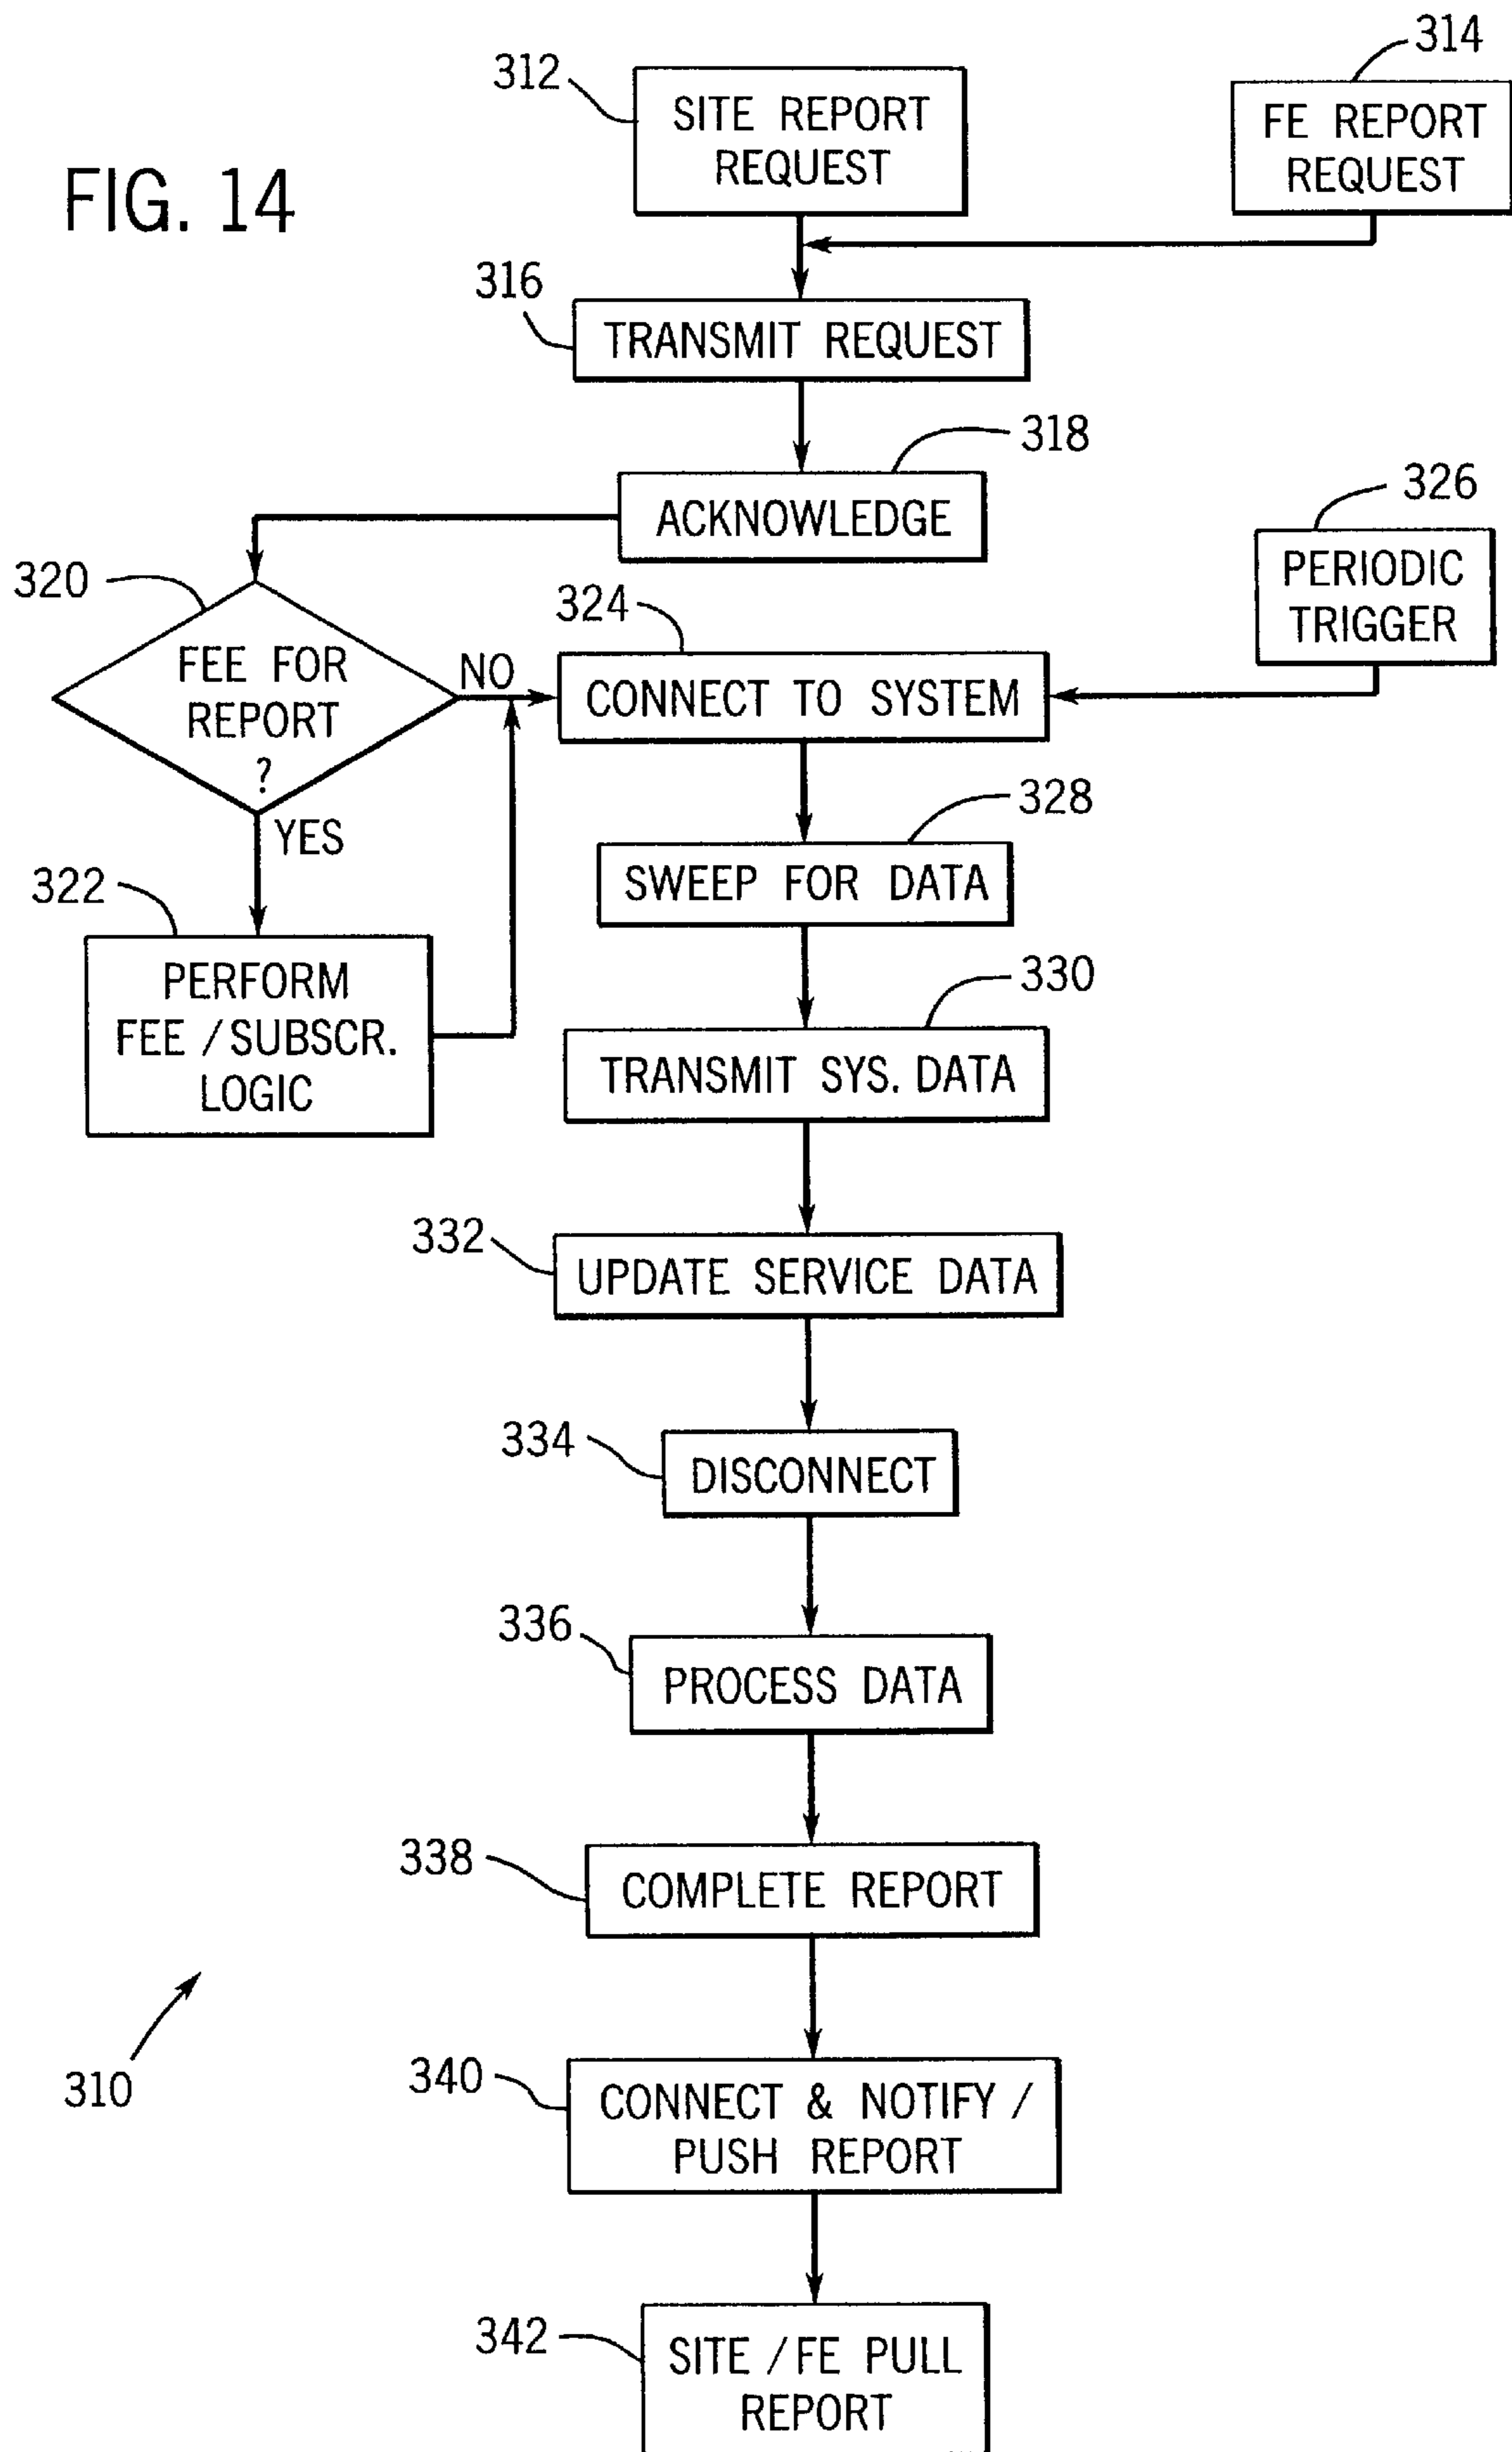 FIG. 14
312
SITE REPORT
REQUEST
314
FE REPORT
REQUEST
316
TRANSMIT REQUEST
318
ACKNOWLEDGE
320
FEE FOR
REPORT
?
NO
YES
322
PERFORM
FEE / SUBSCR.
LOGIC
324
CONNECT TO SYSTEM
326
PERIODIC
TRIGGER
328
SWEEP FOR DATA
330
TRANSMIT SYS. DATA
332
UPDATE SERVICE DATA
334
DISCONNECT
336
PROCESS DATA
338
COMPLETE REPORT
310
340
CONNECT & NOTIFY /
PUSH REPORT
342
SITE / FE PULL
REPORT